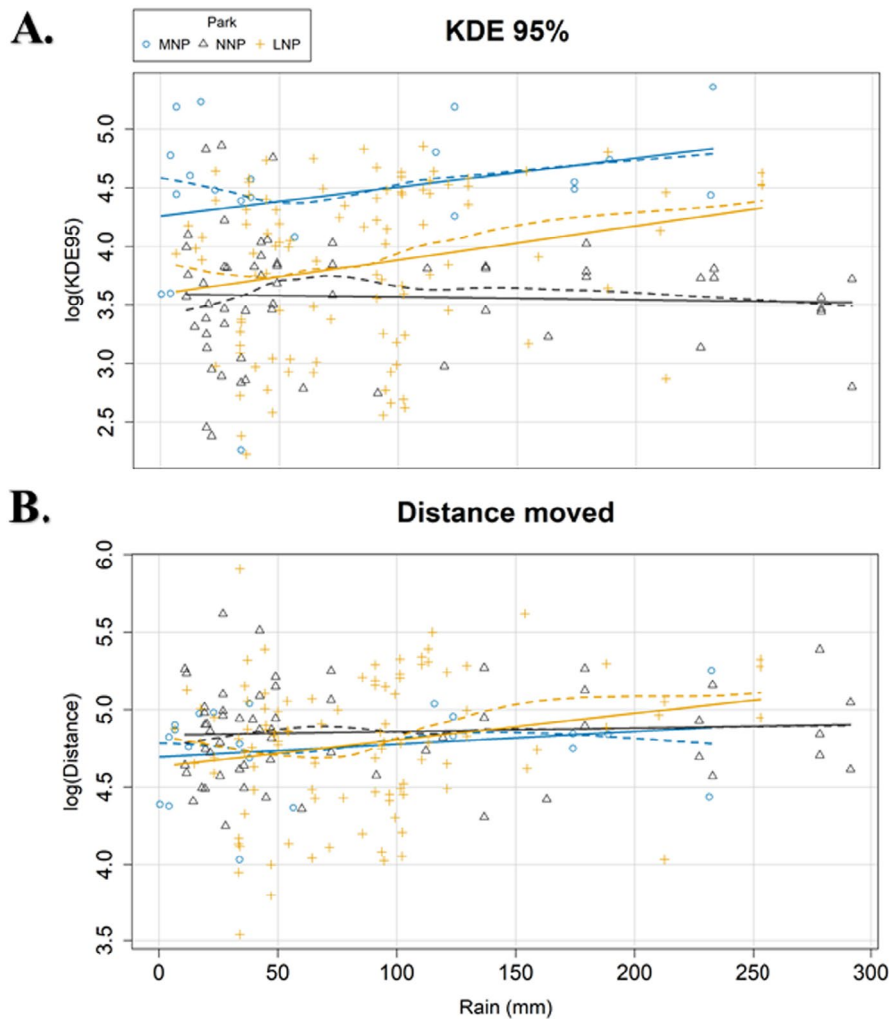 A.
Park
MNP NNP LNP
KDE 95%
log(KDE95)
5.0
4.5
4.0
3.5
3.0
2.5
B.
Distance moved
log(Distance)
6.0
5.5
5.0
4.5
4.0
3.5
0 50 100 150 200 250 300
Rain (mm)